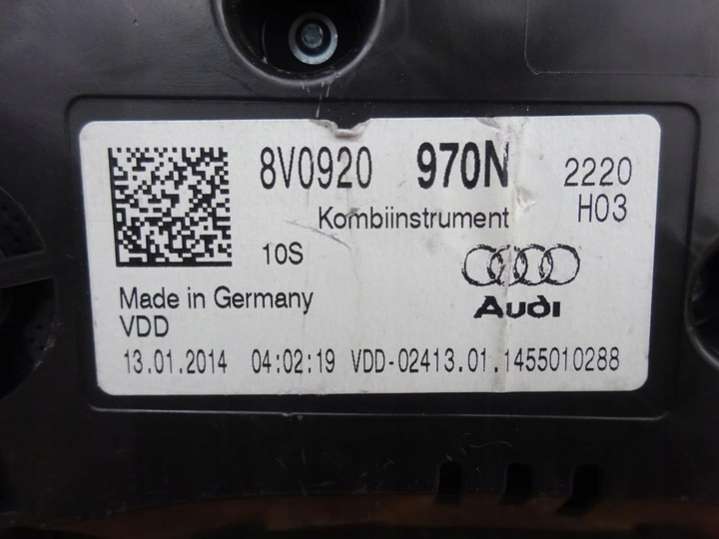 8V0920 970N 2220
Kombiinstrument H03
10S
Audi
Made in Germany
VDD
13.01.2014 04:02:19 VDD-02413.01.1455010288